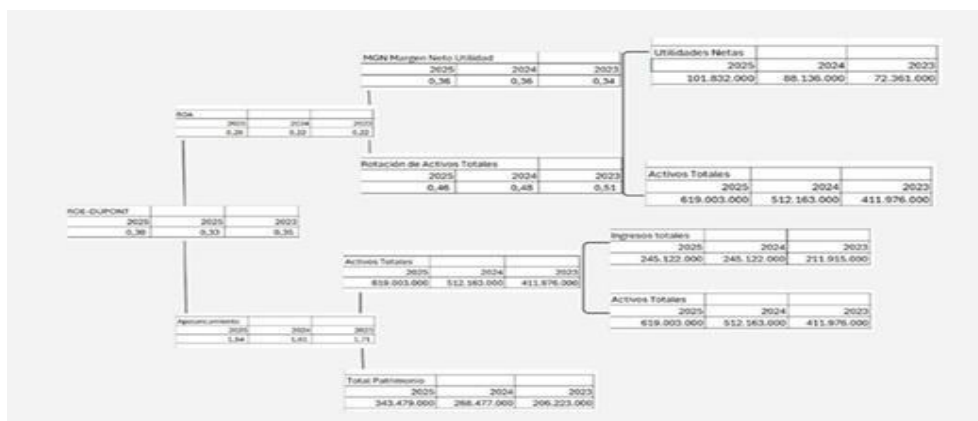 MGN Margen Neto Utilidad
2025 2024 2023
0,36 0,36 0,34
Utilidades Netas
2025 2024 2023
101.832.000 88.136.000 72.361.000
ROA
2025 2024 2023
0,22 0,22
Rotación de Activos Totales
2025 2024 2023
0,46 0,48 0,51
Activos Totales
2025 2024 2023
619.003.000 512.163.000 411.976.000
ROE-DUPONT
2025 2025 2023
0,33 0,35
Ingresos totales
2025 2024 2023
245.122.000 245.122.000 211.915.000
Activos Totales
2025 2024 2023
619.003.000 512.163.000 411.976.000
Activos Totales
2025 2024 2023
619.003.000 512.163.000 411.976.000
Apalancamiento
2025 2024 2023
1,71
Total Patrimonio
2025 2024 2023
343.479.000 268.477.000 206.223.000